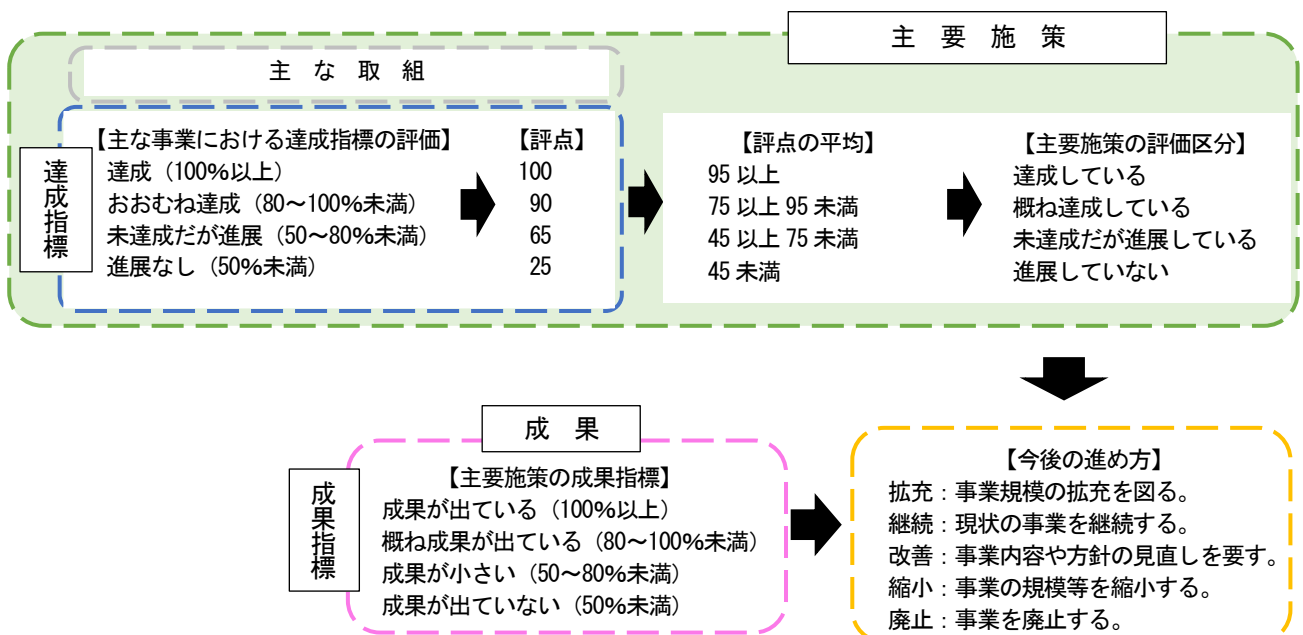 主要施策
主な取組
達成指標
【主な事業における達成指標の評価】 【評点】
達成（100％以上） 100
おおむね達成（80～100％未満） 90
未達成だが進展（50～80％未満） 65
進展なし（50％未満） 25
【評点の平均】 【主要施策の評価区分】
95 以上 達成している
75 以上 95 未満 概ね達成している
45 以上 75 未満 未達成だが進展している
45 未満 進展していない
成果
成果指標
【主要施策の成果指標】
成果が出ている（100％以上）
概ね成果が出ている（80～100％未満）
成果が小さい（50～80％未満）
成果が出ていない（50％未満）
【今後の進め方】
拡充：事業規模の拡充を図る。
継続：現状の事業を継続する。
改善：事業内容や方針の見直しを要す。
縮小：事業の規模等を縮小する。
廃止：事業を廃止する。